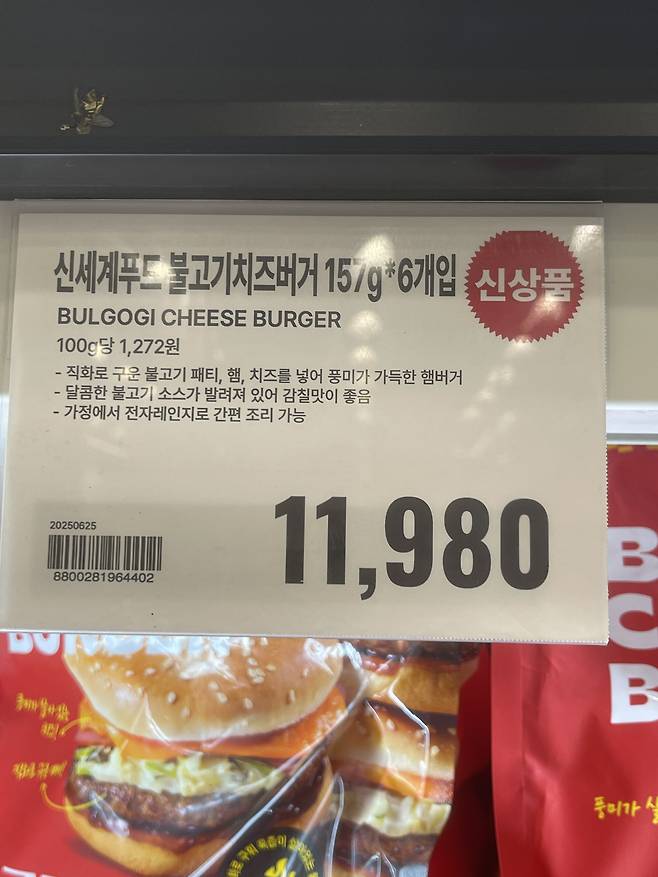 신세계푸드 불고기치즈버거 157g*6개입
신상품
BULGOGI CHEESE BURGER
100g당 1,272원
- 직화로 구운 불고기 패티, 햄, 치즈를 넣어 풍미가 가득한 햄버거
- 달콤한 불고기 소스가 발려져 있어 감칠맛이 좋음
- 가정에서 전자레인지로 간편 조리 가능
20250625
8800281964402
11,980
B
C
B
풍미가